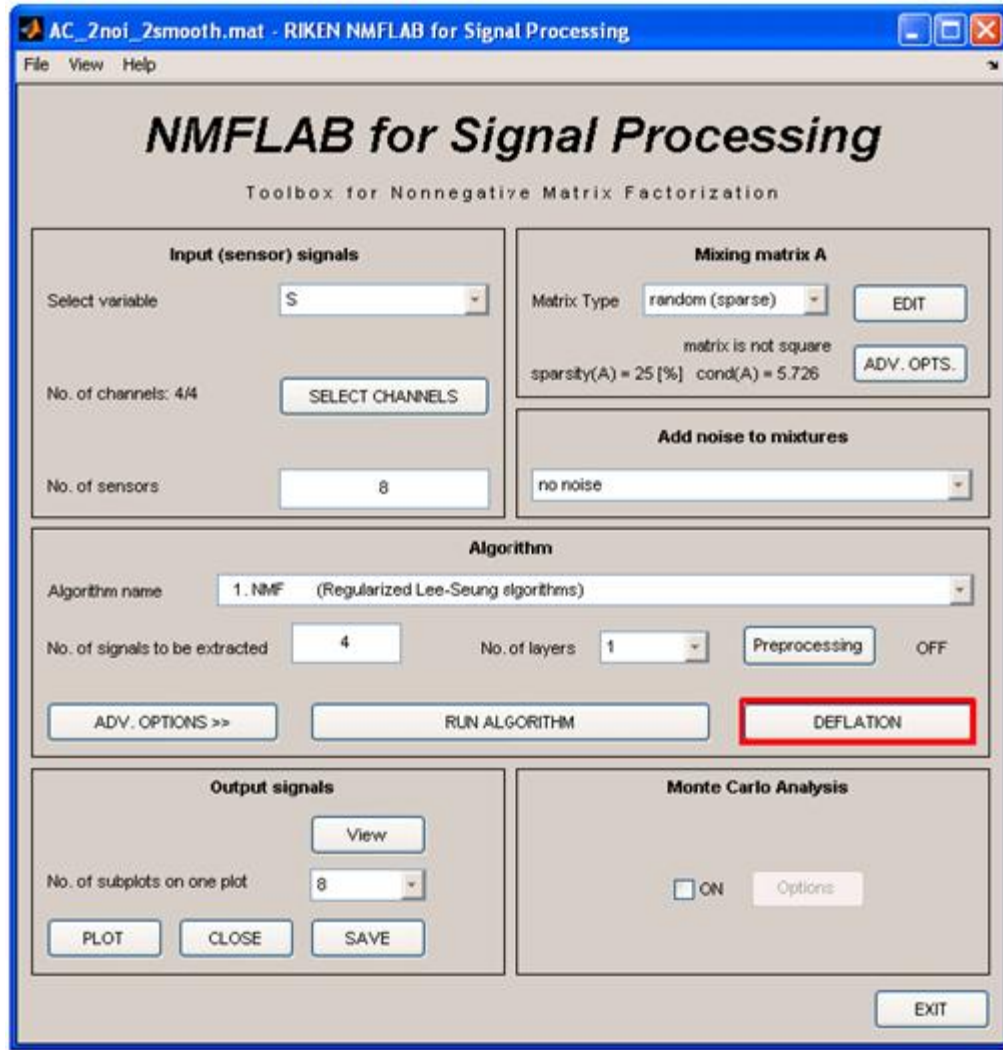 AC_2noi_2smooth.mat - RIKEN NMFLAB for Signal Processing
File View Help
NMFLAB for Signal Processing
Toolbox for Nonnegative Matrix Factorization
Input (sensor) signals
Select variable S
No. of channels: 4/4 SELECT CHANNELS
No. of sensors 8
Mixing matrix A
Matrix Type random (sparse) EDIT
matrix is not square
sparsity(A) = 25 [%] cond(A) = 5.726 ADV. OPTS.
Add noise to mixtures
no noise
Algorithm
Algorithm name 1. NMF (Regularized Lee-Seung algorithms)
No. of signals to be extracted 4 No. of layers 1 Preprocessing OFF
ADV. OPTIONS >> RUN ALGORITHM DEFLATION
Output signals
View
No. of subplots on one plot 8
PLOT CLOSE SAVE
Monte Carlo Analysis
ON Options
EXIT